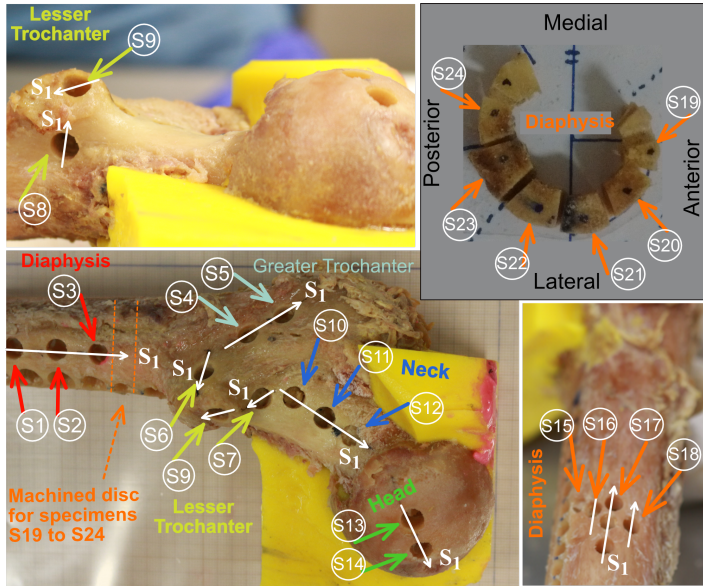 Lesser
Trochanter
S9
S1
S1
S8
Medial
S24
S19
Diaphysis
Posterior
Anterior
S23
S20
S22
S21
Lateral
Diaphysis
S3
S5
Greater Trochanter
S4
S1
S10
S11
Neck
S1
S1
S12
S1
S2
S6
S9
S7
S1
Lesser
Trochanter
Machined disc
for specimens
S19 to S24
Head
S13
S1
S14
S15
S16
S17
S18
Diaphysis
S1